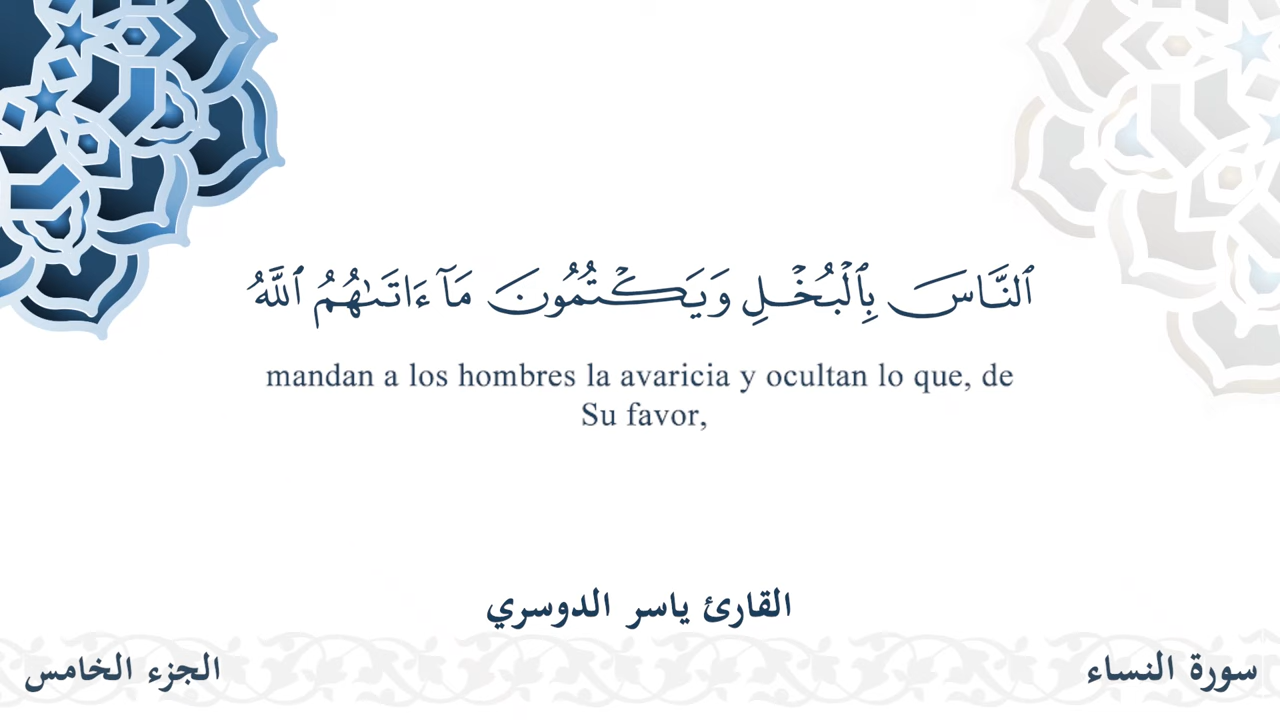 ٱلنَّاسَ بِٱلْبُخْلِ وَيَكْتُمُونَ مَآ ءَاتَىٰهُمُ ٱللَّهُ
mandan a los hombres la avaricia y ocultan lo que, de
Su favor,
القارئ ياسر الدوسري
سورة النساء
الجزء الخامس